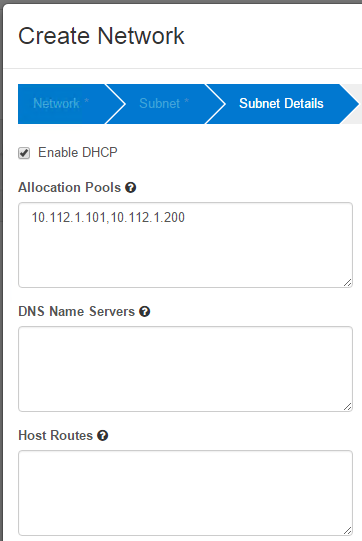 Create Network
Network * Subnet * Subnet Details
Enable DHCP
Allocation Pools
10.112.1.101,10.112.1.200
DNS Name Servers
Host Routes